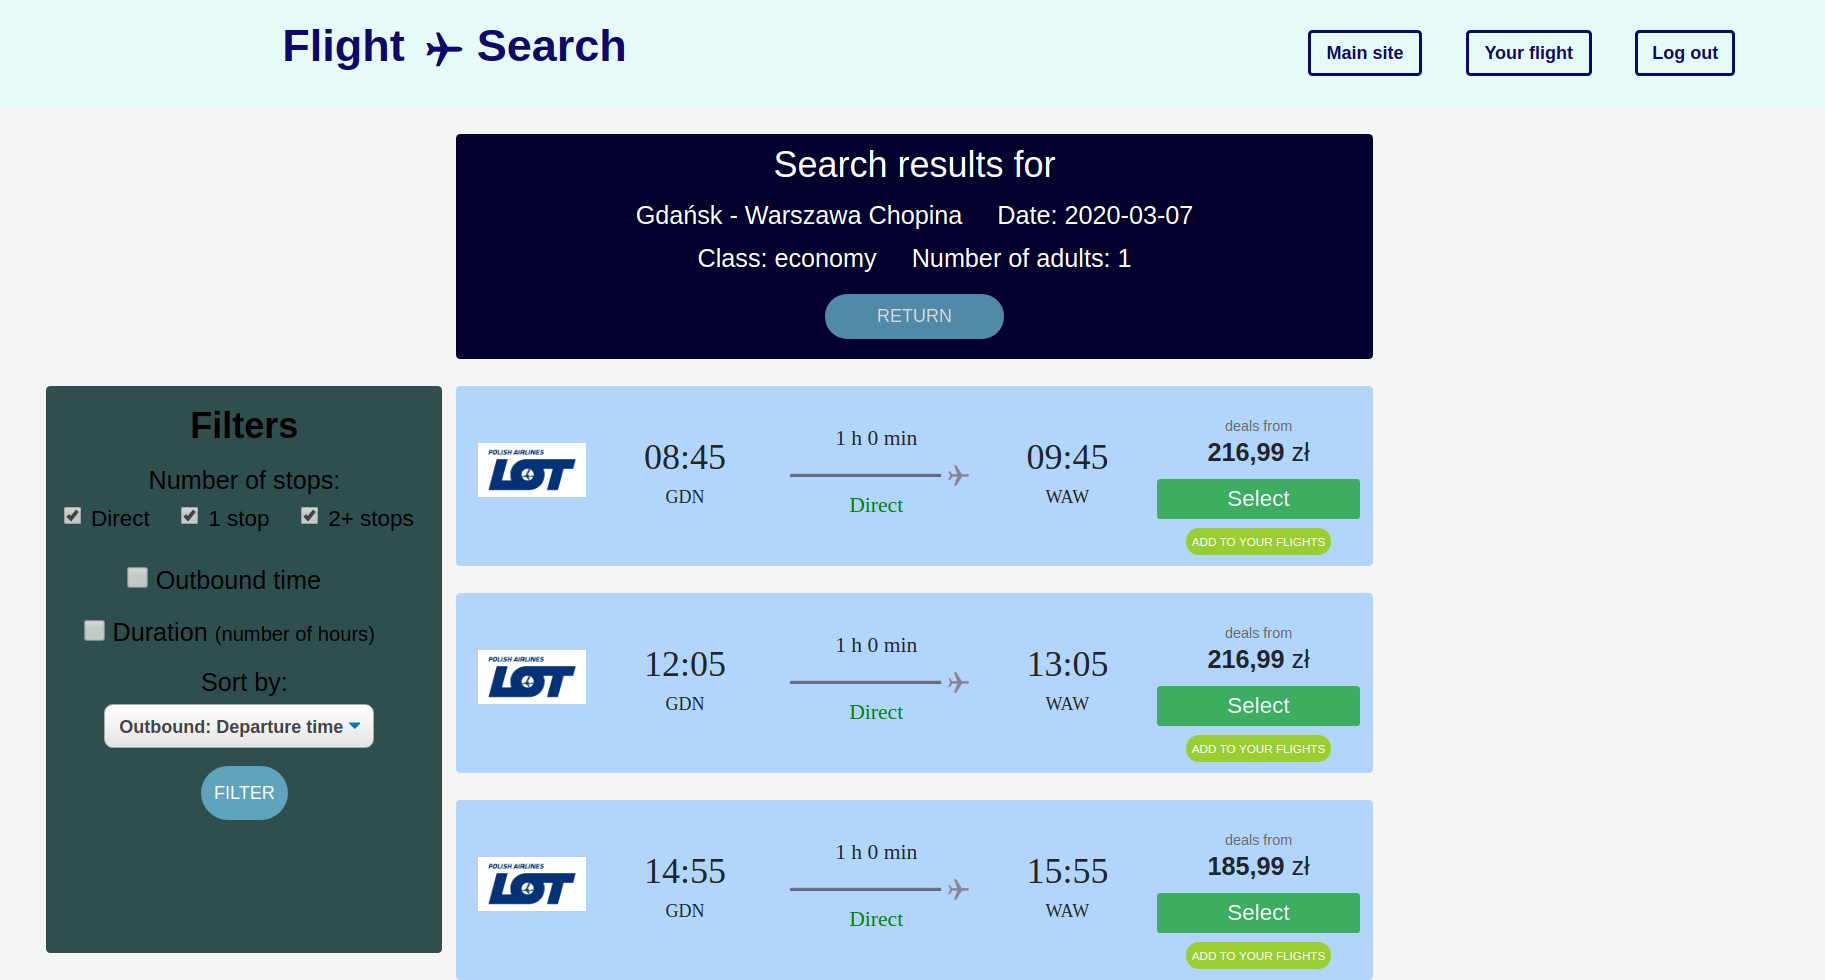 Flight Search
Main site
Your flight
Log out
Search results for
Gdańsk - Warszawa Chopina Date: 2020-03-07
Class: economy Number of adults: 1
RETURN
Filters
Number of stops:
Direct 1 stop 2+ stops
Outbound time
Duration (number of hours)
Sort by:
Outbound: Departure time
FILTER
POLISH AIRLINES
LOT
08:45
GDN
1 h 0 min
Direct
09:45
WAW
deals from
216,99 zł
Select
ADD TO YOUR FLIGHTS
POLISH AIRLINES
LOT
12:05
GDN
1 h 0 min
Direct
13:05
WAW
deals from
216,99 zł
Select
ADD TO YOUR FLIGHTS
POLISH AIRLINES
LOT
14:55
GDN
1 h 0 min
Direct
15:55
WAW
deals from
185,99 zł
Select
ADD TO YOUR FLIGHTS